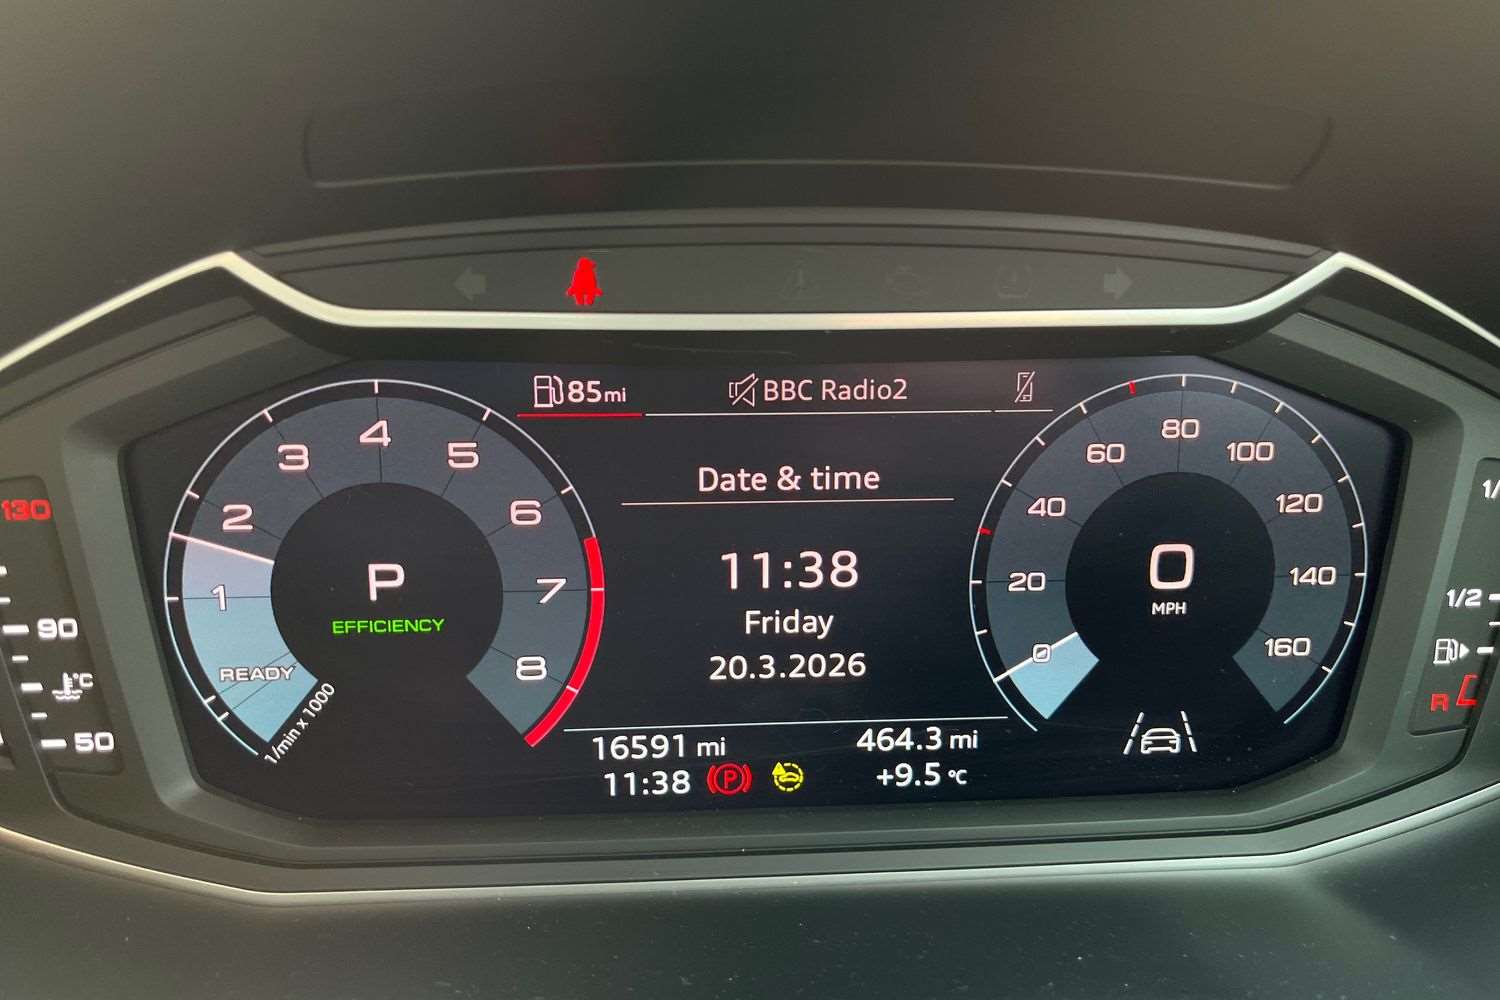 85mi
BBC Radio2
Date & time
11:38
Friday
20.3.2026
16591 mi
464.3 mi
11:38
P
+9.5 °C
READY
1
2
3
4
5
6
7
8
1/min x 1000
P
EFFICIENCY
0
20
40
60
80
100
120
140
160
0
MPH
130
90
°C
50
1/
1/2
R